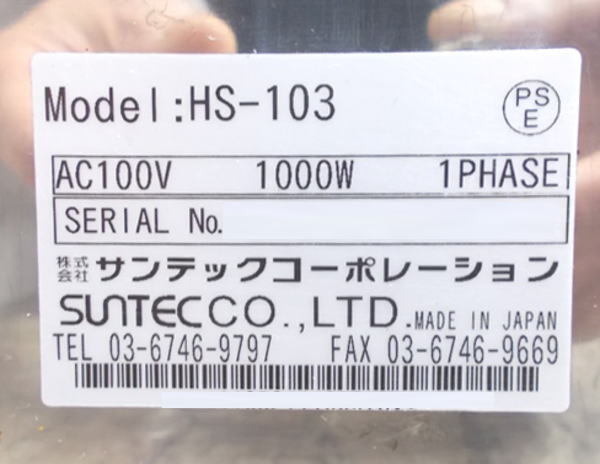 Model:HS-103
PS
E
AC100V 1000W 1PHASE
SERIAL No.
株式会社 サンテックコーポレーション
SUNTEC CO.,LTD. MADE IN JAPAN
TEL 03-6746-9797 FAX 03-6746-9669